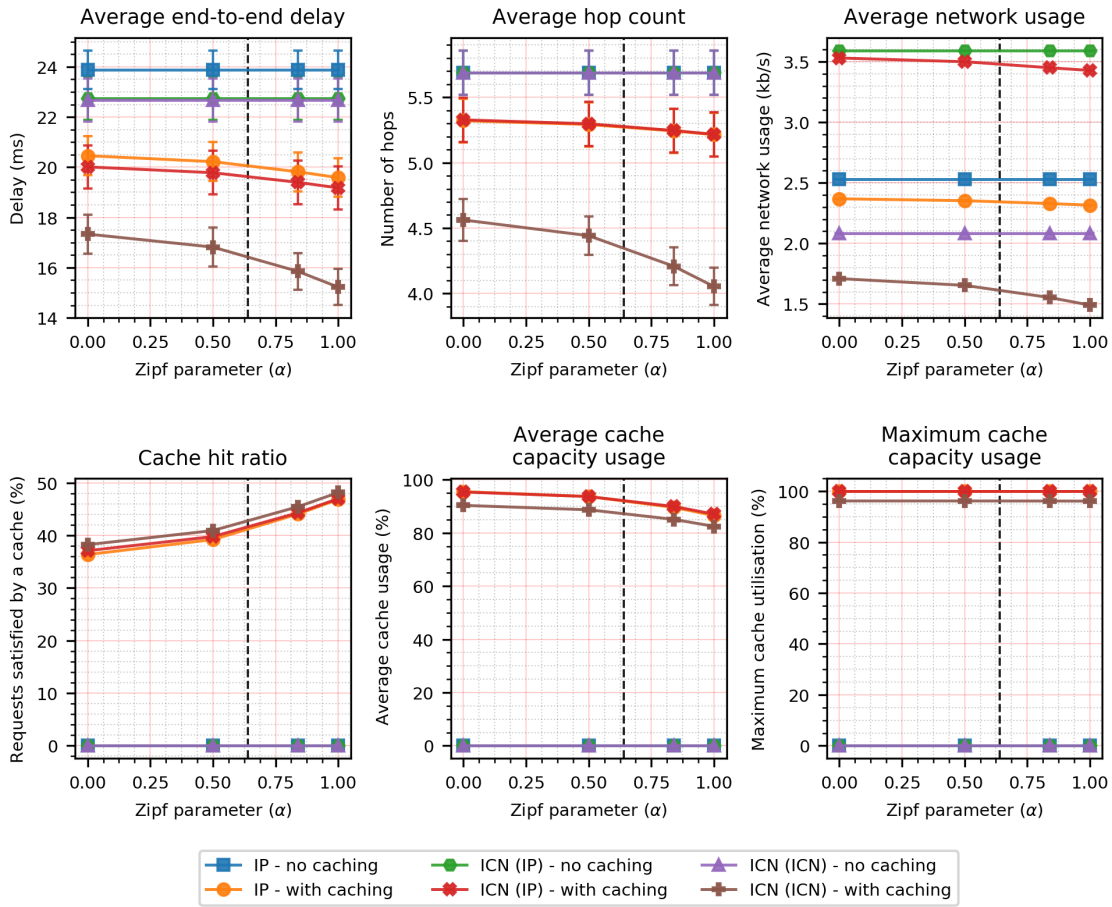 Average end-to-end delay
Delay (ms)
24
22
20
18
16
14
0.00 0.25 0.50 0.75 1.00
Zipf parameter (α)
Average hop count
Number of hops
5.5
5.0
4.5
4.0
0.00 0.25 0.50 0.75 1.00
Zipf parameter (α)
Average network usage
Average network usage (kb/s)
3.5
3.0
2.5
2.0
1.5
0.00 0.25 0.50 0.75 1.00
Zipf parameter (α)
Cache hit ratio
Requests satisfied by a cache (%)
50
40
30
20
10
0
0.00 0.25 0.50 0.75 1.00
Zipf parameter (α)
Average cache
capacity usage
Average cache usage (%)
100
80
60
40
20
0
0.00 0.25 0.50 0.75 1.00
Zipf parameter (α)
Maximum cache
capacity usage
Maximum cache utilisation (%)
100
80
60
40
20
0
0.00 0.25 0.50 0.75 1.00
Zipf parameter (α)
IP - no caching
IP - with caching
ICN (IP) - no caching
ICN (IP) - with caching
ICN (ICN) - no caching
ICN (ICN) - with caching